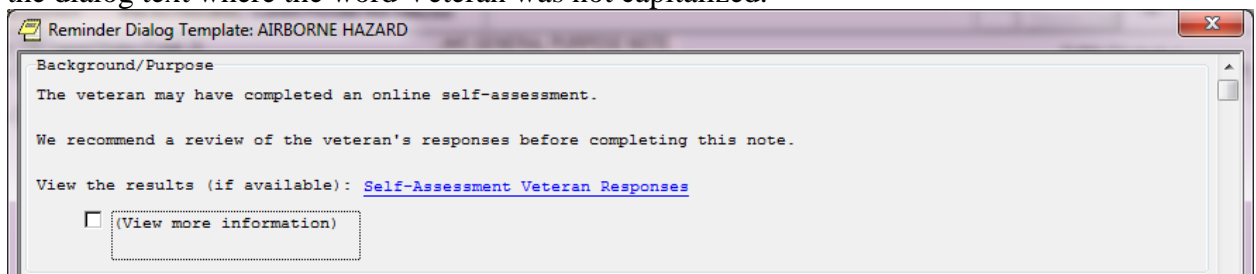 the dialog text where the word Veteran was not capitalized.
Reminder Dialog Template: AIRBORNE HAZARD
Background/Purpose
The veteran may have completed an online self-assessment.
We recommend a review of the veteran's responses before completing this note.
View the results (if available): Self-Assessment Veteran Responses
(View more information)